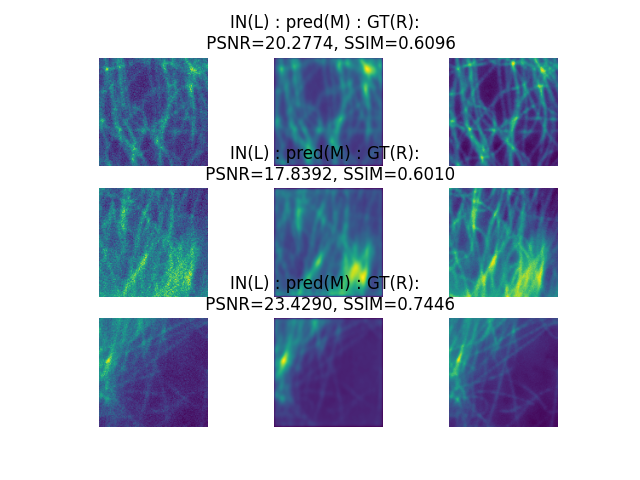 IN(L) : pred(M) : GT(R):
PSNR=20.2774, SSIM=0.6096
IN(L) : pred(M) : GT(R):
PSNR=17.8392, SSIM=0.6010
IN(L) : pred(M) : GT(R):
PSNR=23.4290, SSIM=0.7446